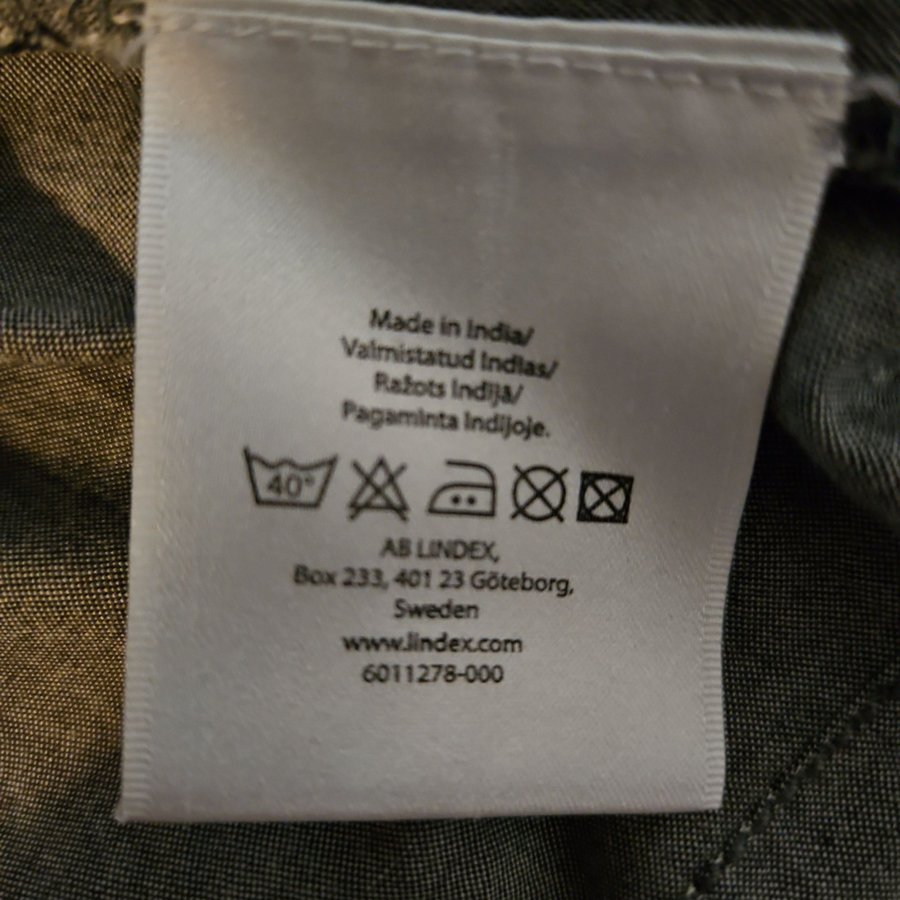 Made in India/
Valmistatud Indias/
Ražots Indijā/
Pagaminta Indijoje.
40°
AB LINDEX,
Box 233, 401 23 Göteborg,
Sweden
www.lindex.com
6011278-000